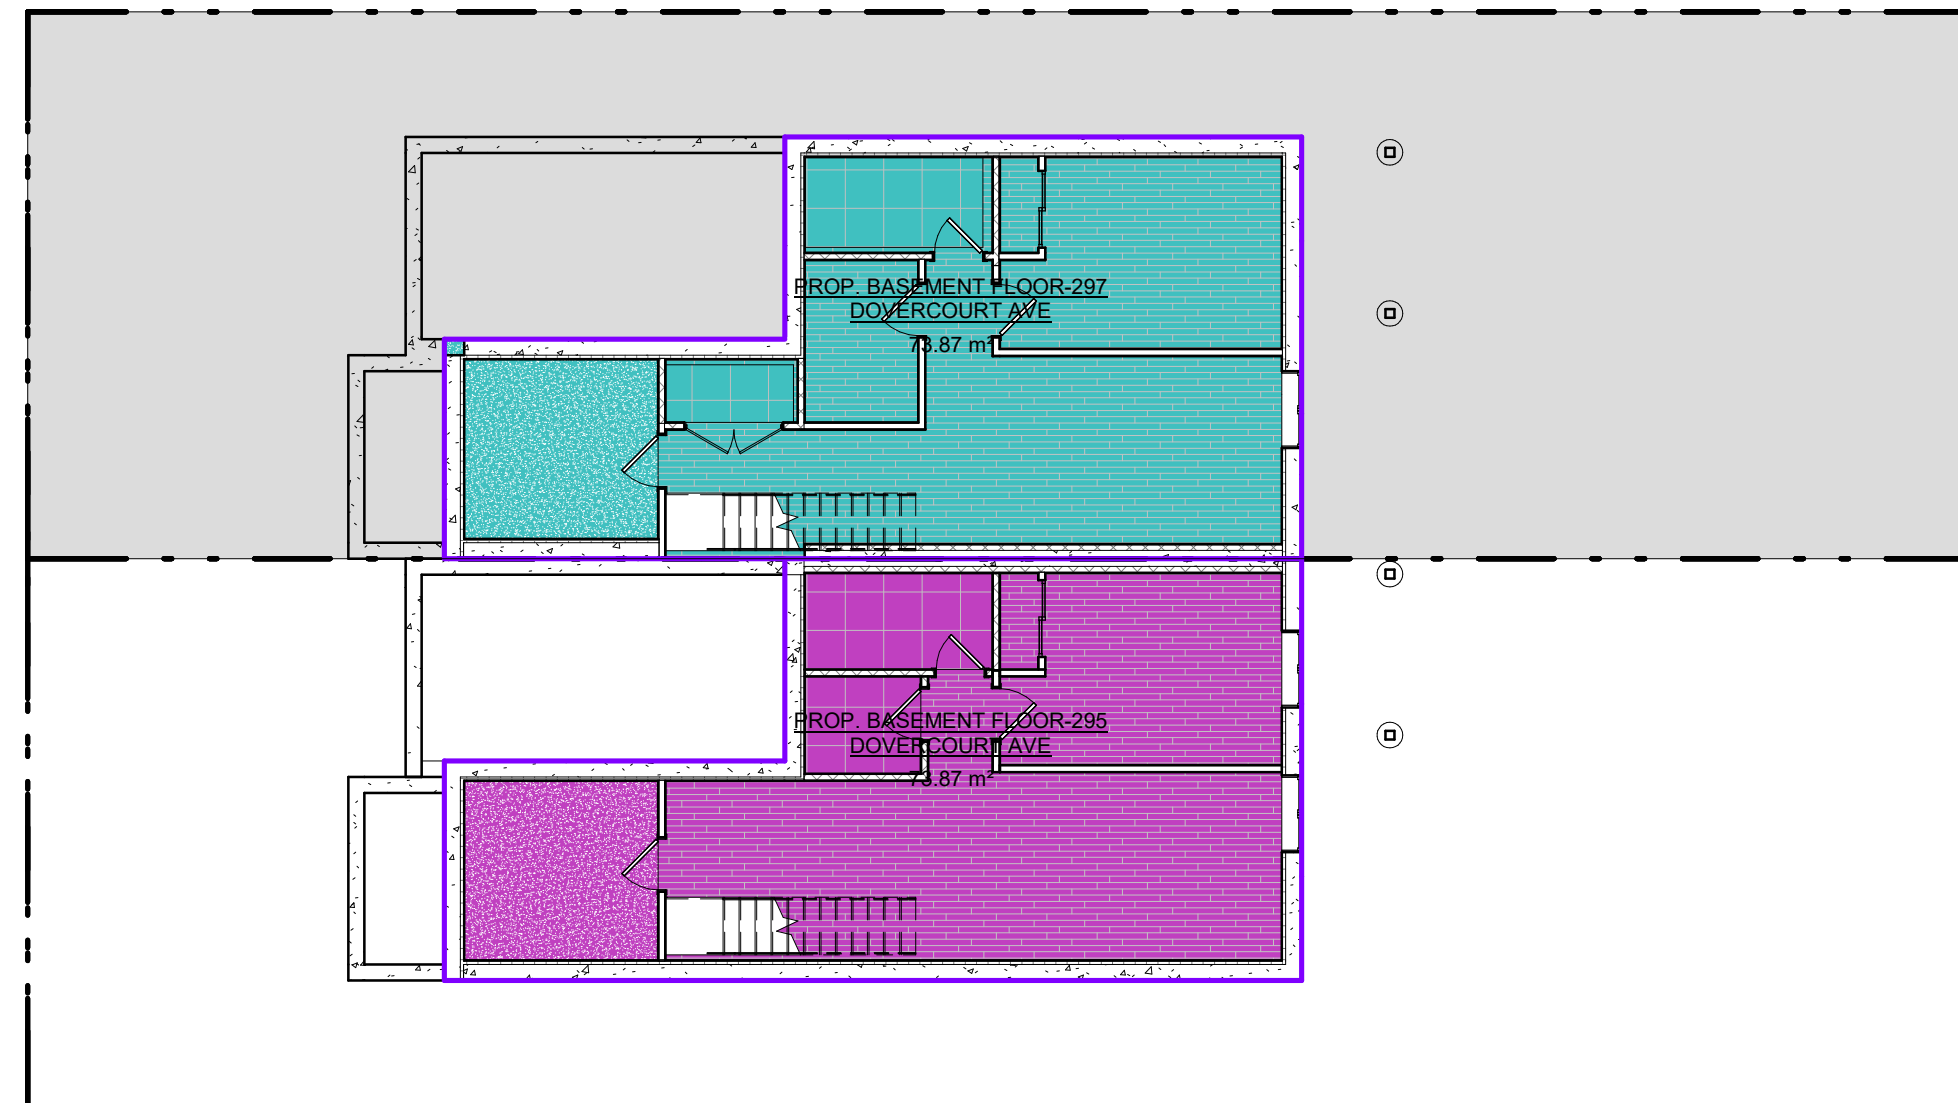 PROP. BASEMENT FLOOR-297
DOVERCOURT AVE
73.87 m²
PROP. BASEMENT FLOOR-295
DOVERCOURT AVE
73.87 m²